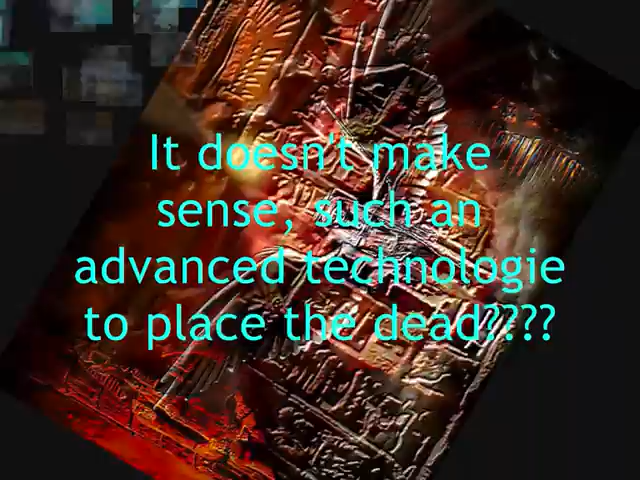 It doesn't make
sense, such an
advanced technologie
to place the dead????